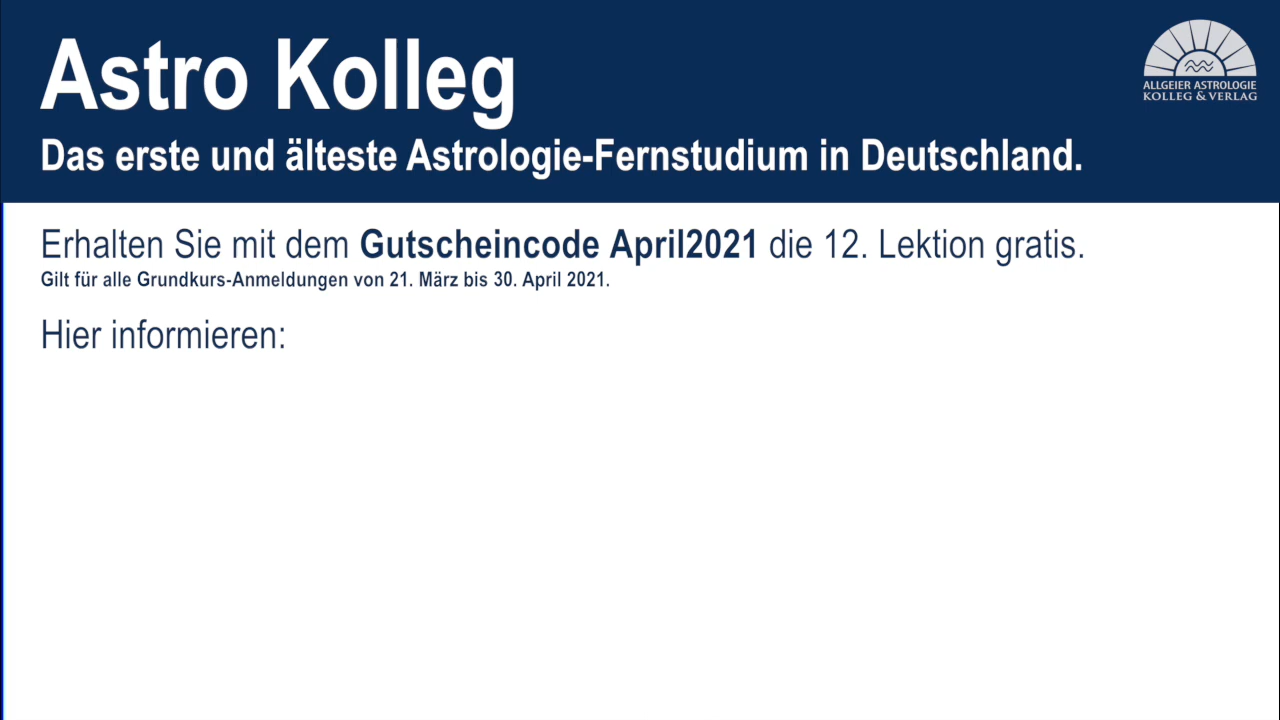 Astro Kolleg
ALLGEIER ASTROLOGIE
KOLLEG & VERLAG
Das erste und älteste Astrologie-Fernstudium in Deutschland.
Erhalten Sie mit dem Gutscheincode April2021 die 12. Lektion gratis.
Gilt für alle Grundkurs-Anmeldungen von 21. März bis 30. April 2021.
Hier informieren: